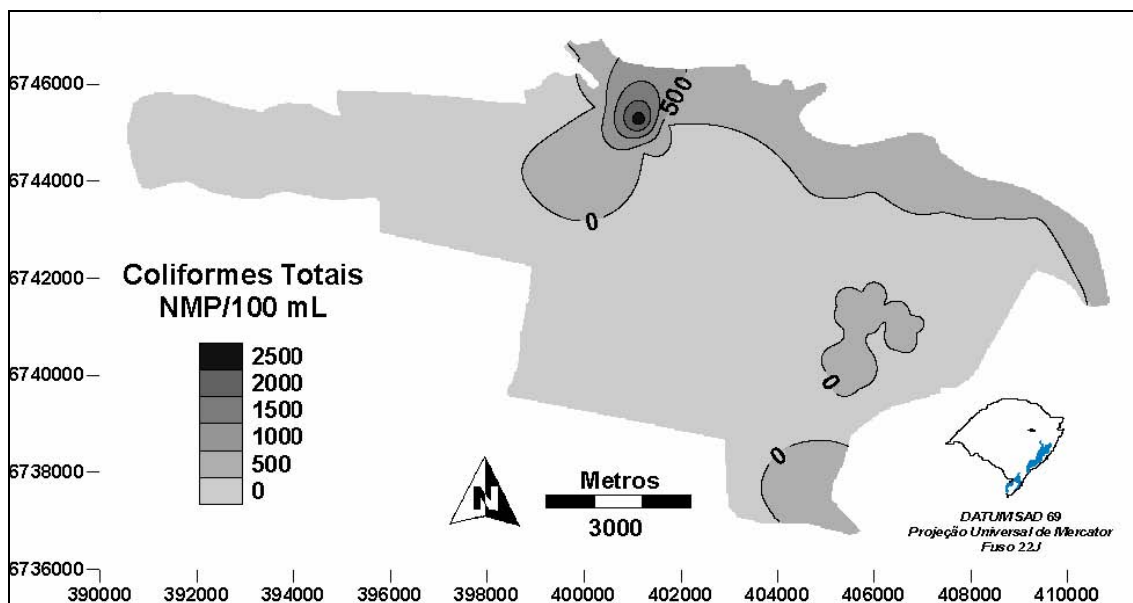 6746000
6744000
6742000
6740000
6738000
6736000
500
0
0
0
0
Coliformes Totais
NMP/100 mL
2500
2000
1500
1000
500
0
N
Metros
3000
DATUM SAD 69
Projeção Universal de Mercator
Fuso 22J
390000 392000 394000 396000 398000 400000 402000 404000 406000 408000 410000